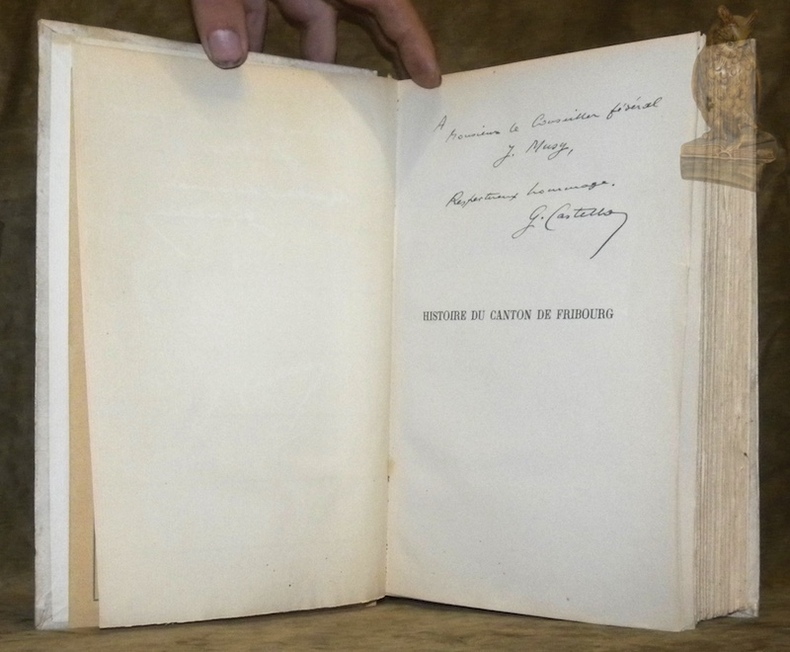 A
Monsieur le Conseiller fédéral
J. Musy,
Respectueux hommage.
G. Castella
HISTOIRE DU CANTON DE FRIBOURG